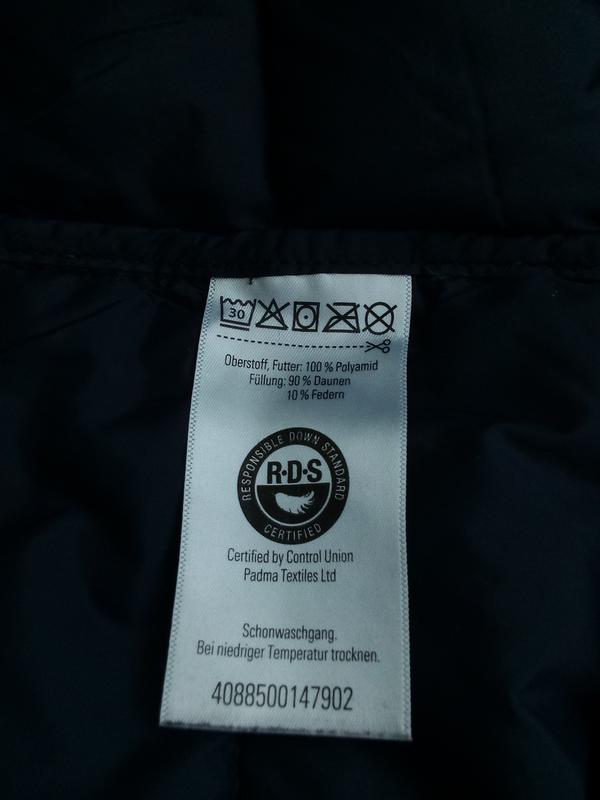 30
Oberstoff, Futter: 100 % Polyamid
Füllung: 90 % Daunen
10 % Federn
RESPONSIBLE DOWN STANDARD
R·D·S
CERTIFIED
Certified by Control Union
Padma Textiles Ltd
Schonwaschgang.
Bei niedriger Temperatur trocknen.
4088500147902